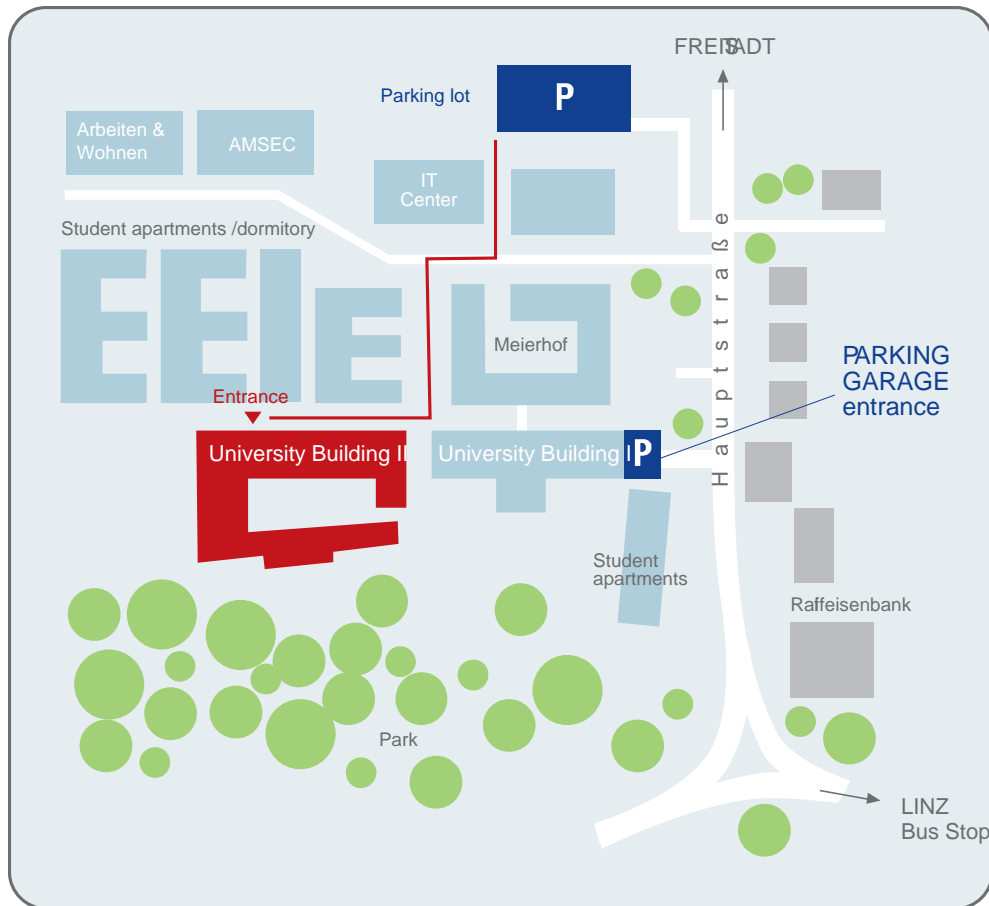 FREISTADT
Parking lot
P
Arbeiten &
Wohnen
AMSEC
IT
Center
Student apartments /dormitory
Hauptstraße
Meierhof
PARKING
GARAGE
entrance
Entrance
University Building II
University Building I
P
Student
apartments
Raffeisenbank
Park
LINZ
Bus Stop